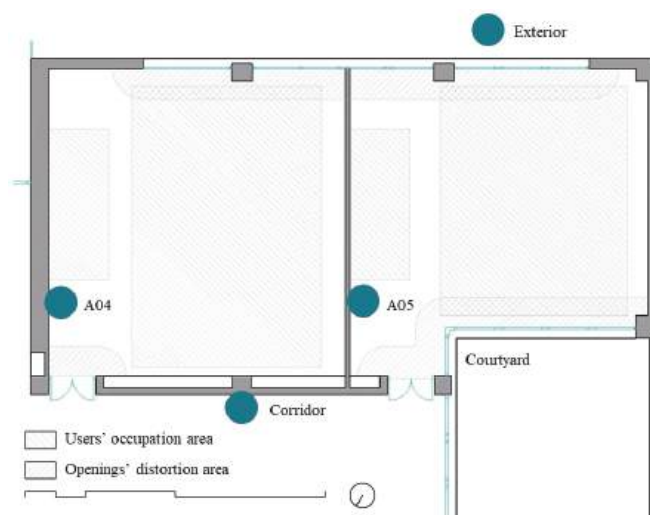 Exterior
A04
A05
Courtyard
Corridor
Users’ occupation area
Openings’ distortion area